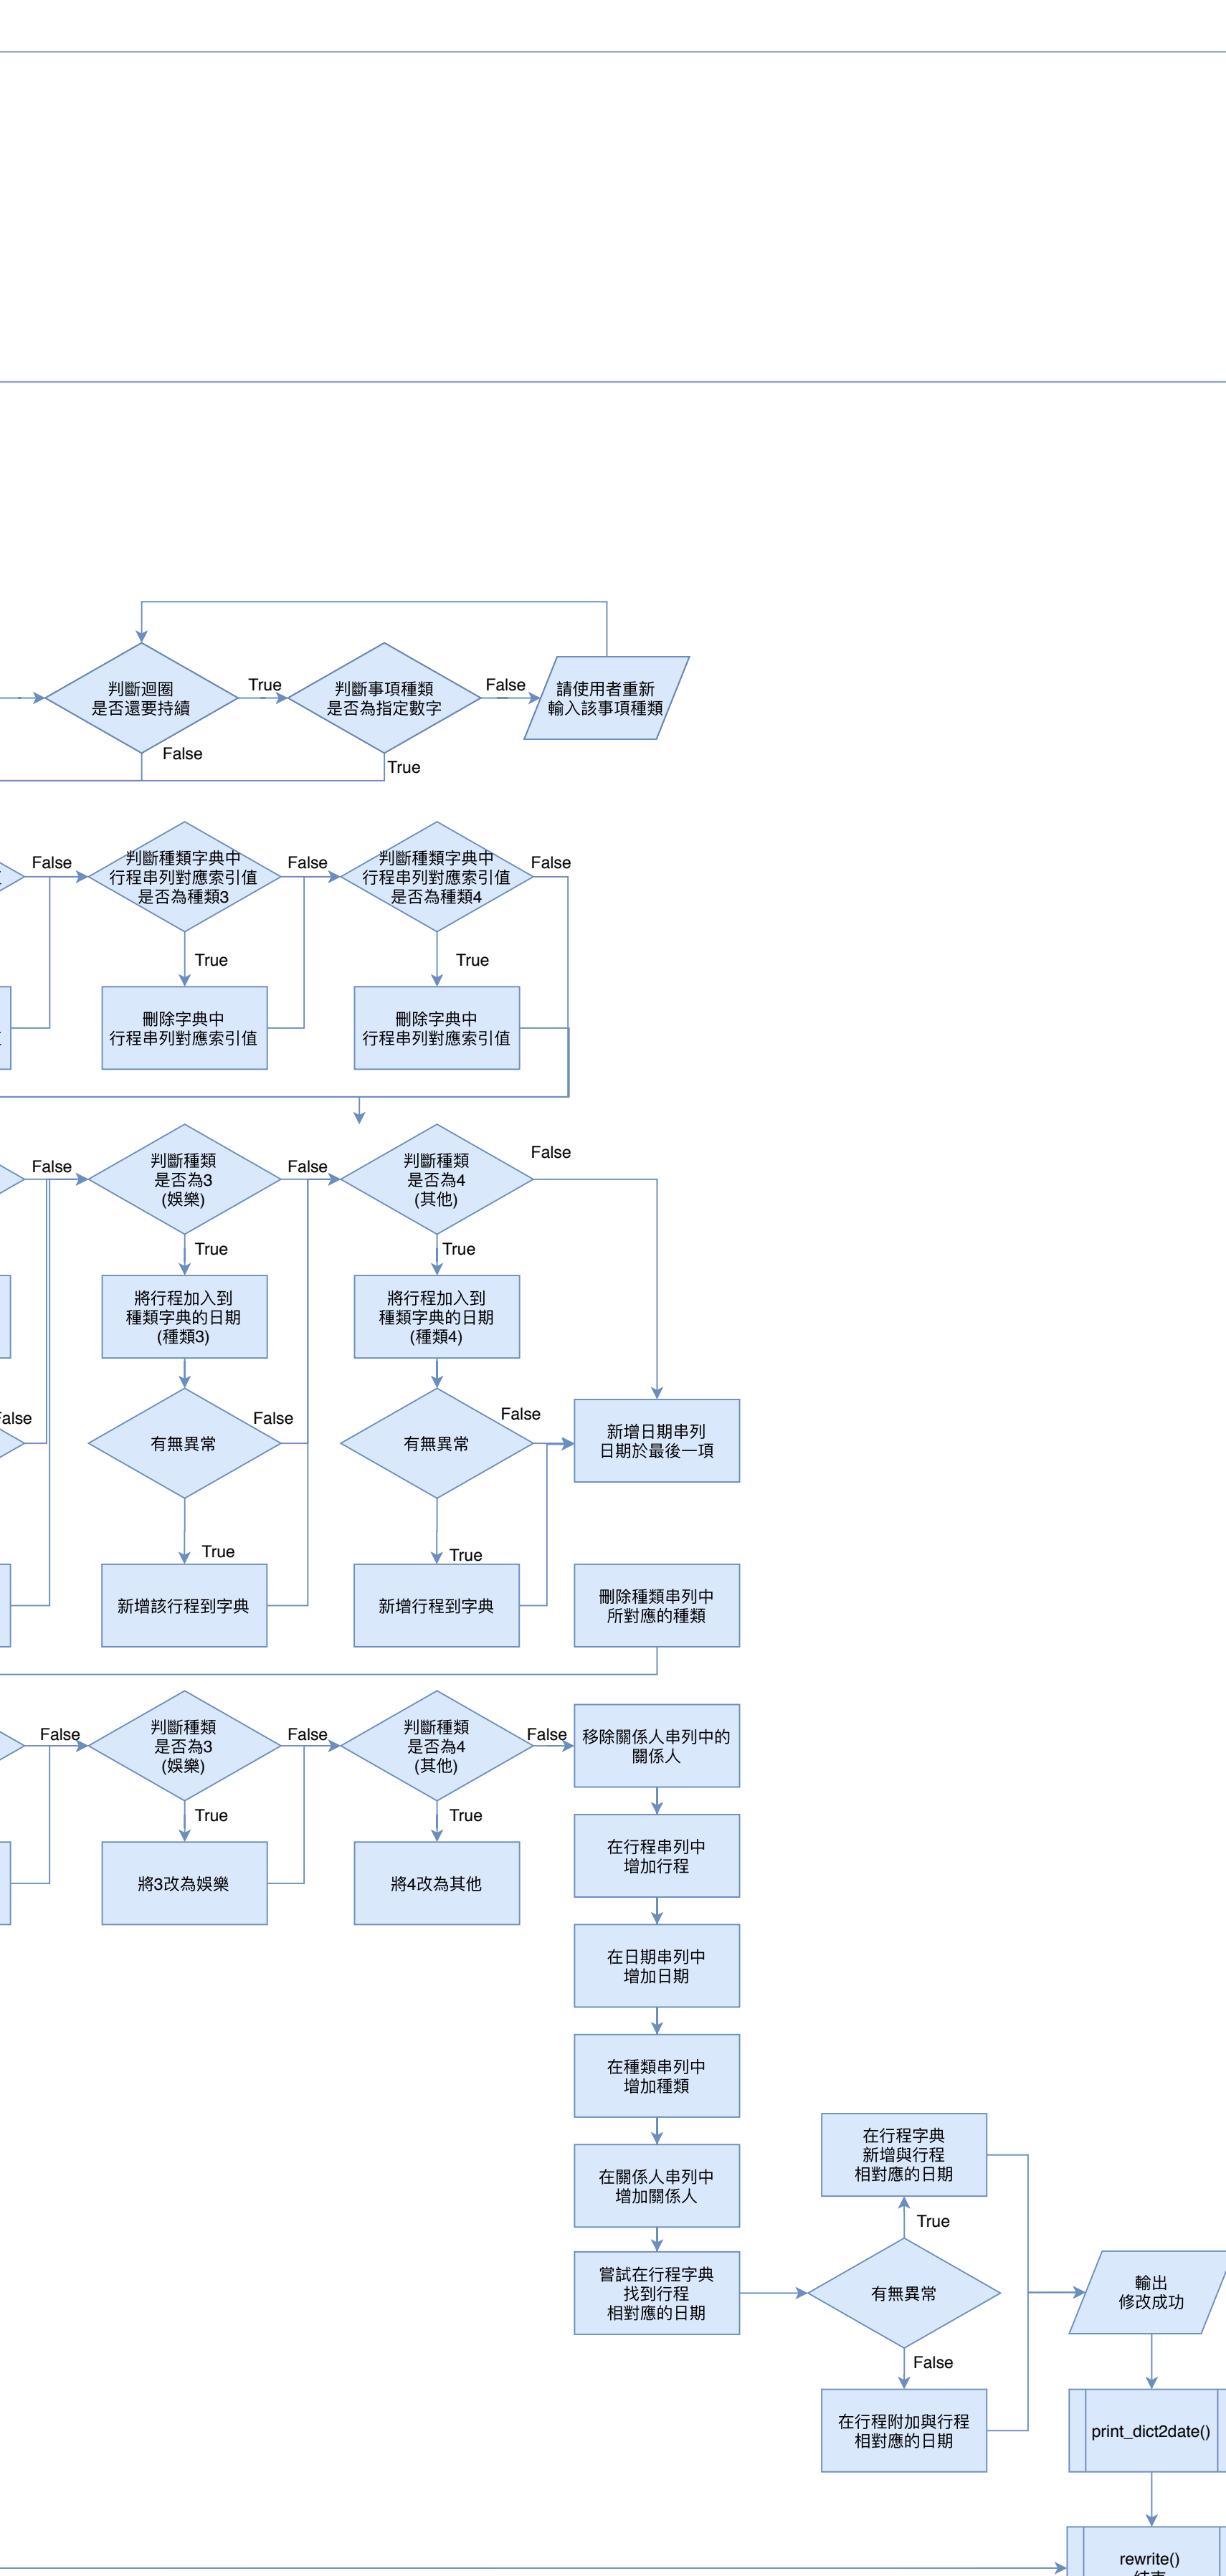 判斷迴圈
是否還要持續
True
判斷事項種類
是否為指定數字
False
請使用者重新
輸入該事項種類
False
True
False
判斷種類字典中
行程串列對應索引值
是否為種類3
False
判斷種類字典中
行程串列對應索引值
是否為種類4
False
True
True
刪除字典中
行程串列對應索引值
刪除字典中
行程串列對應索引值
False
判斷種類
是否為3
(娛樂)
False
判斷種類
是否為4
(其他)
False
True
True
將行程加入到
種類字典的日期
(種類3)
將行程加入到
種類字典的日期
(種類4)
False
有無異常
False
有無異常
False
新增日期串列
日期於最後一項
True
True
新增該行程到字典
新增行程到字典
刪除種類串列中
所對應的種類
False
判斷種類
是否為3
(娛樂)
False
判斷種類
是否為4
(其他)
False
移除關係人串列中的
關係人
True
True
將3改為娛樂
將4改為其他
在行程串列中
增加行程
在日期串列中
增加日期
在種類串列中
增加種類
在關係人串列中
增加關係人
嘗試在行程字典
找到行程
相對應的日期
在行程字典
新增與行程
相對應的日期
True
有無異常
False
在行程附加與行程
相對應的日期
輸出
修改成功
print_dict2date()
rewrite()
結束